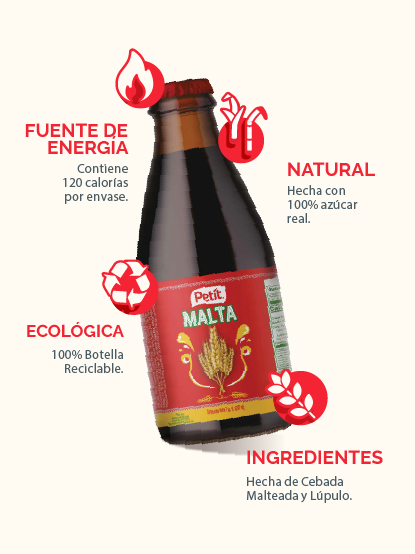 FUENTE DE
ENERGÍA
Contiene
120 calorías
por envase.
NATURAL
Hecha con
100% azúcar
real.
ECOLÓGICA
100% Botella
Reciclable.
Petit.
MALTA
INGREDIENTES
Hecha de Cebada
Malteada y Lúpulo.